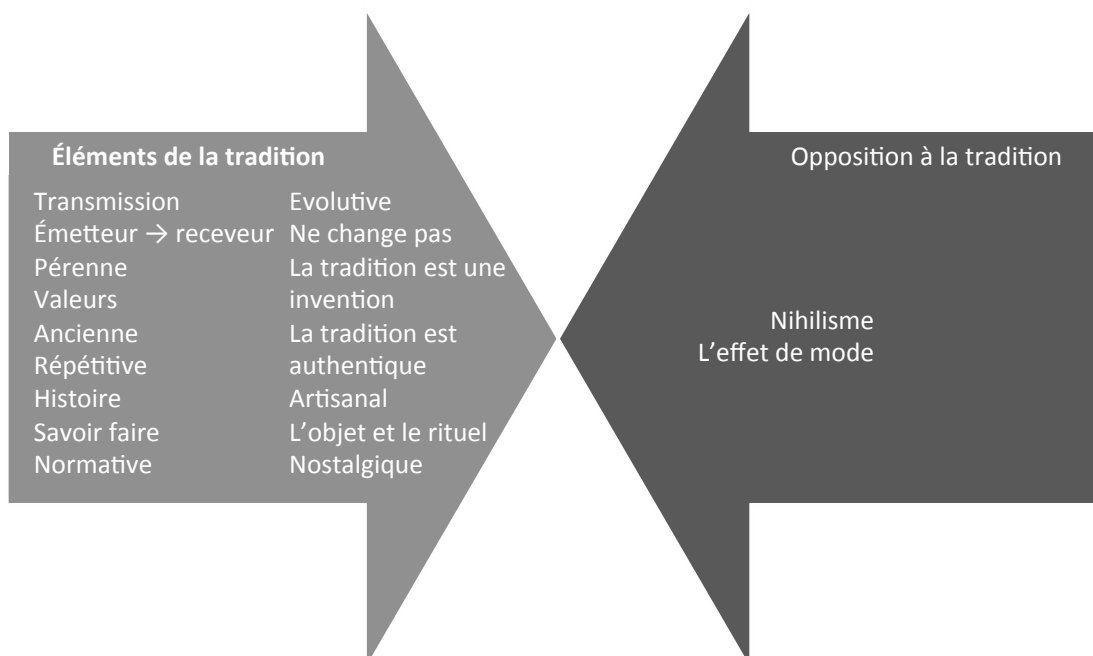 Éléments de la tradition
Transmission
Émetteur → receveur
Pérenne
Valeurs
Ancienne
Répétitive
Histoire
Savoir faire
Normative
Evolutive
Ne change pas
La tradition est une
invention
La tradition est
authentique
Artisanal
L’objet et le rituel
Nostalgique
Opposition à la tradition
Nihilisme
L’effet de mode